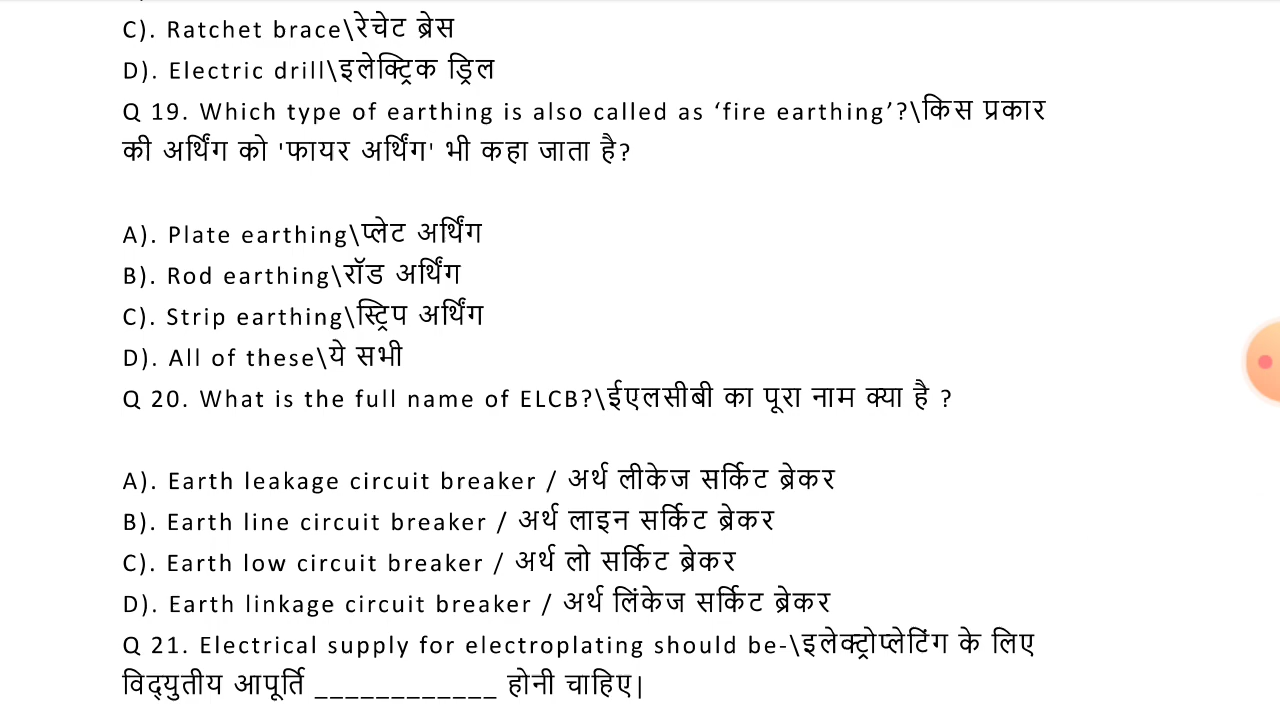 C). Ratchet brace\रेचेट ब्रेस
D). Electric drill\इलेक्ट्रिक ड्रिल
Q 19. Which type of earthing is also called as ‘fire earthing’?\किस प्रकार
की अर्थिंग को 'फायर अर्थिंग' भी कहा जाता है?
A). Plate earthing\प्लेट अर्थिंग
B). Rod earthing\रॉड अर्थिंग
C). Strip earthing\स्ट्रिप अर्थिंग
D). All of these\ये सभी
Q 20. What is the full name of ELCB?\ईएलसीबी का पूरा नाम क्या है ?
A). Earth leakage circuit breaker / अर्थ लीकेज सर्किट ब्रेकर
B). Earth line circuit breaker / अर्थ लाइन सर्किट ब्रेकर
C). Earth low circuit breaker / अर्थ लो सर्किट ब्रेकर
D). Earth linkage circuit breaker / अर्थ लिंकेज सर्किट ब्रेकर
Q 21. Electrical supply for electroplating should be-\इलेक्ट्रोप्लेटिंग के लिए
विद्युतीय आपूर्ति ____________ होनी चाहिए|